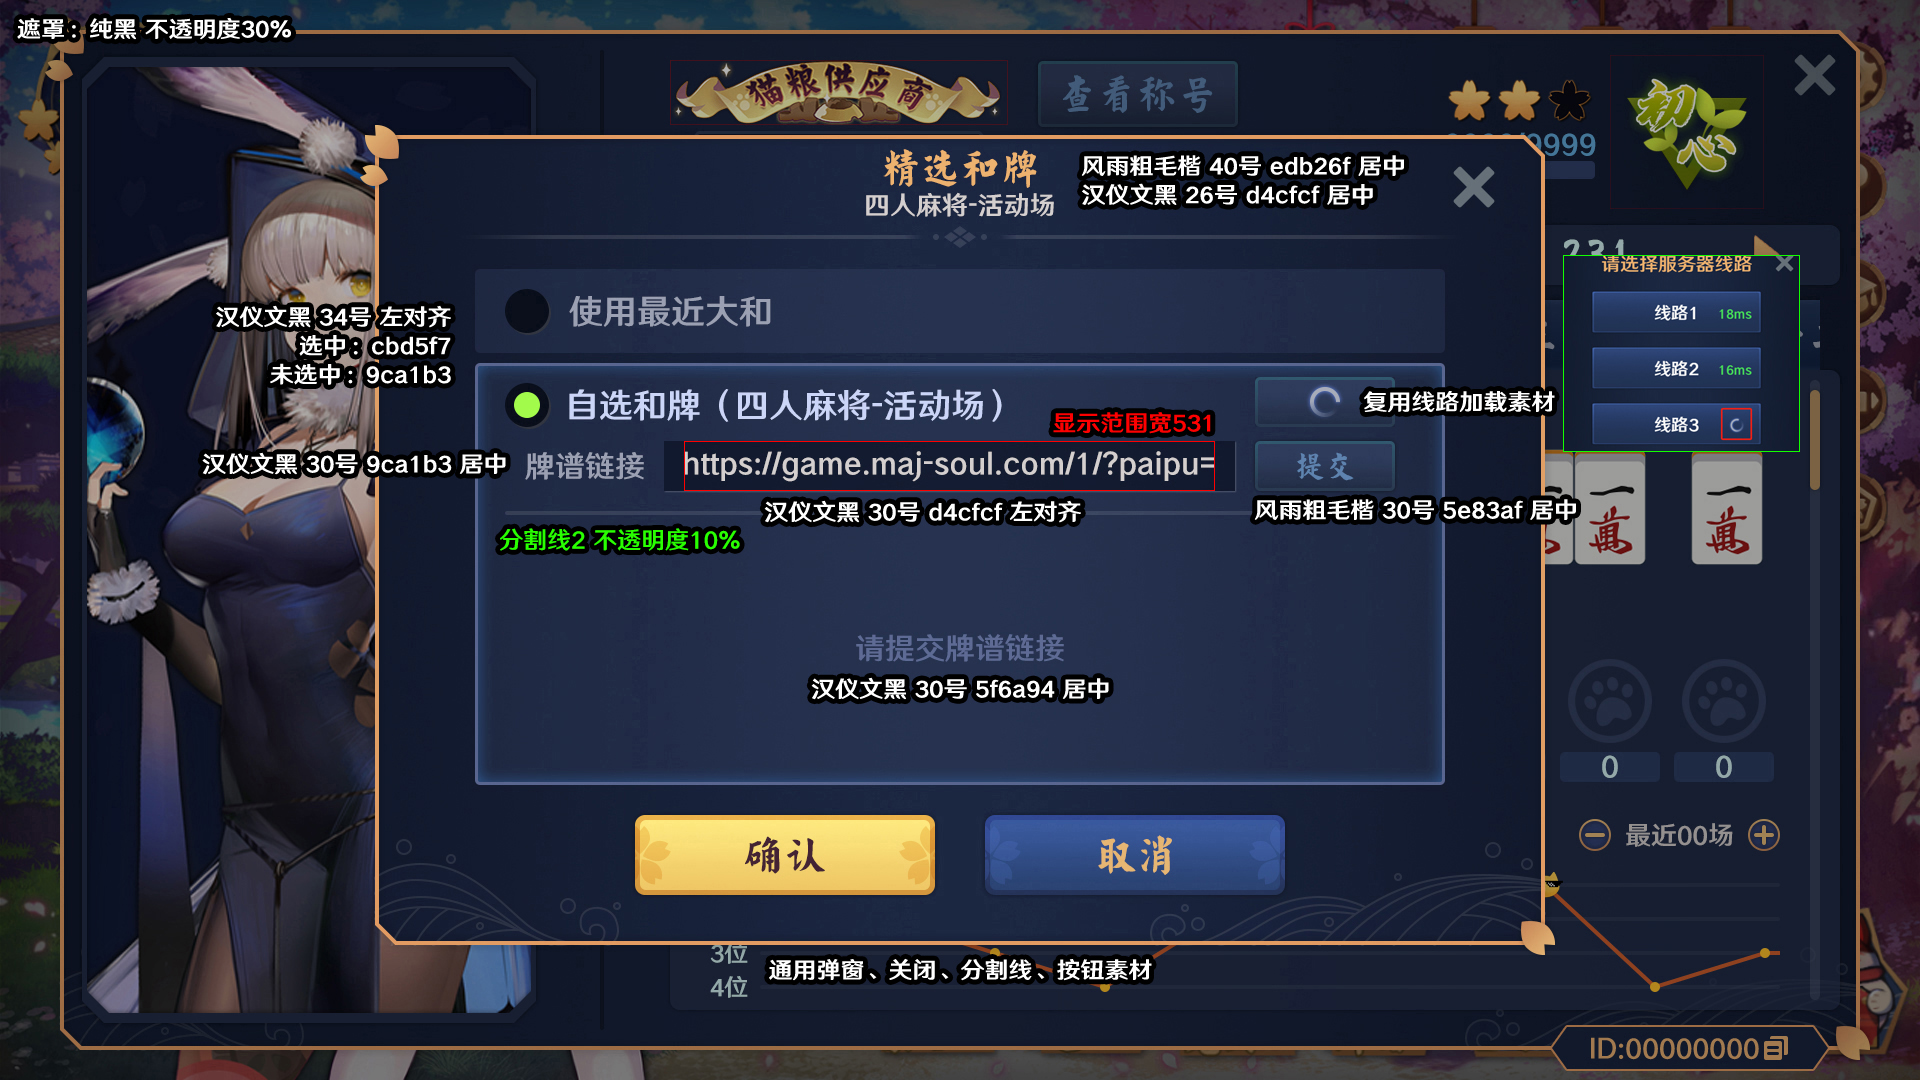 遮罩：纯黑 不透明度30%
猫粮供应商
查看称号
初心
9999
精选和牌
风雨粗毛楷 40号 edb26f 居中
四人麻将-活动场
汉仪文黑 26号 d4cfcf 居中
请选择服务器线路
线路1 18ms
线路2 16ms
线路3
使用最近大和
汉仪文黑 34号 左对齐
选中：cbd5f7
未选中：9ca1b3
自选和牌（四人麻将-活动场）
复用线路加载素材
显示范围宽531
汉仪文黑 30号 9ca1b3 居中
牌谱链接
https://game.maj-soul.com/1/?paipu=
提交
汉仪文黑 30号 d4cfcf 左对齐
风雨粗毛楷 30号 5e83af 居中
分割线2 不透明度10%
一萬
一萬
请提交牌谱链接
汉仪文黑 30号 5f6a94 居中
0
0
最近00场
确认
取消
3位
4位
通用弹窗、关闭、分割线、按钮素材
ID:00000000